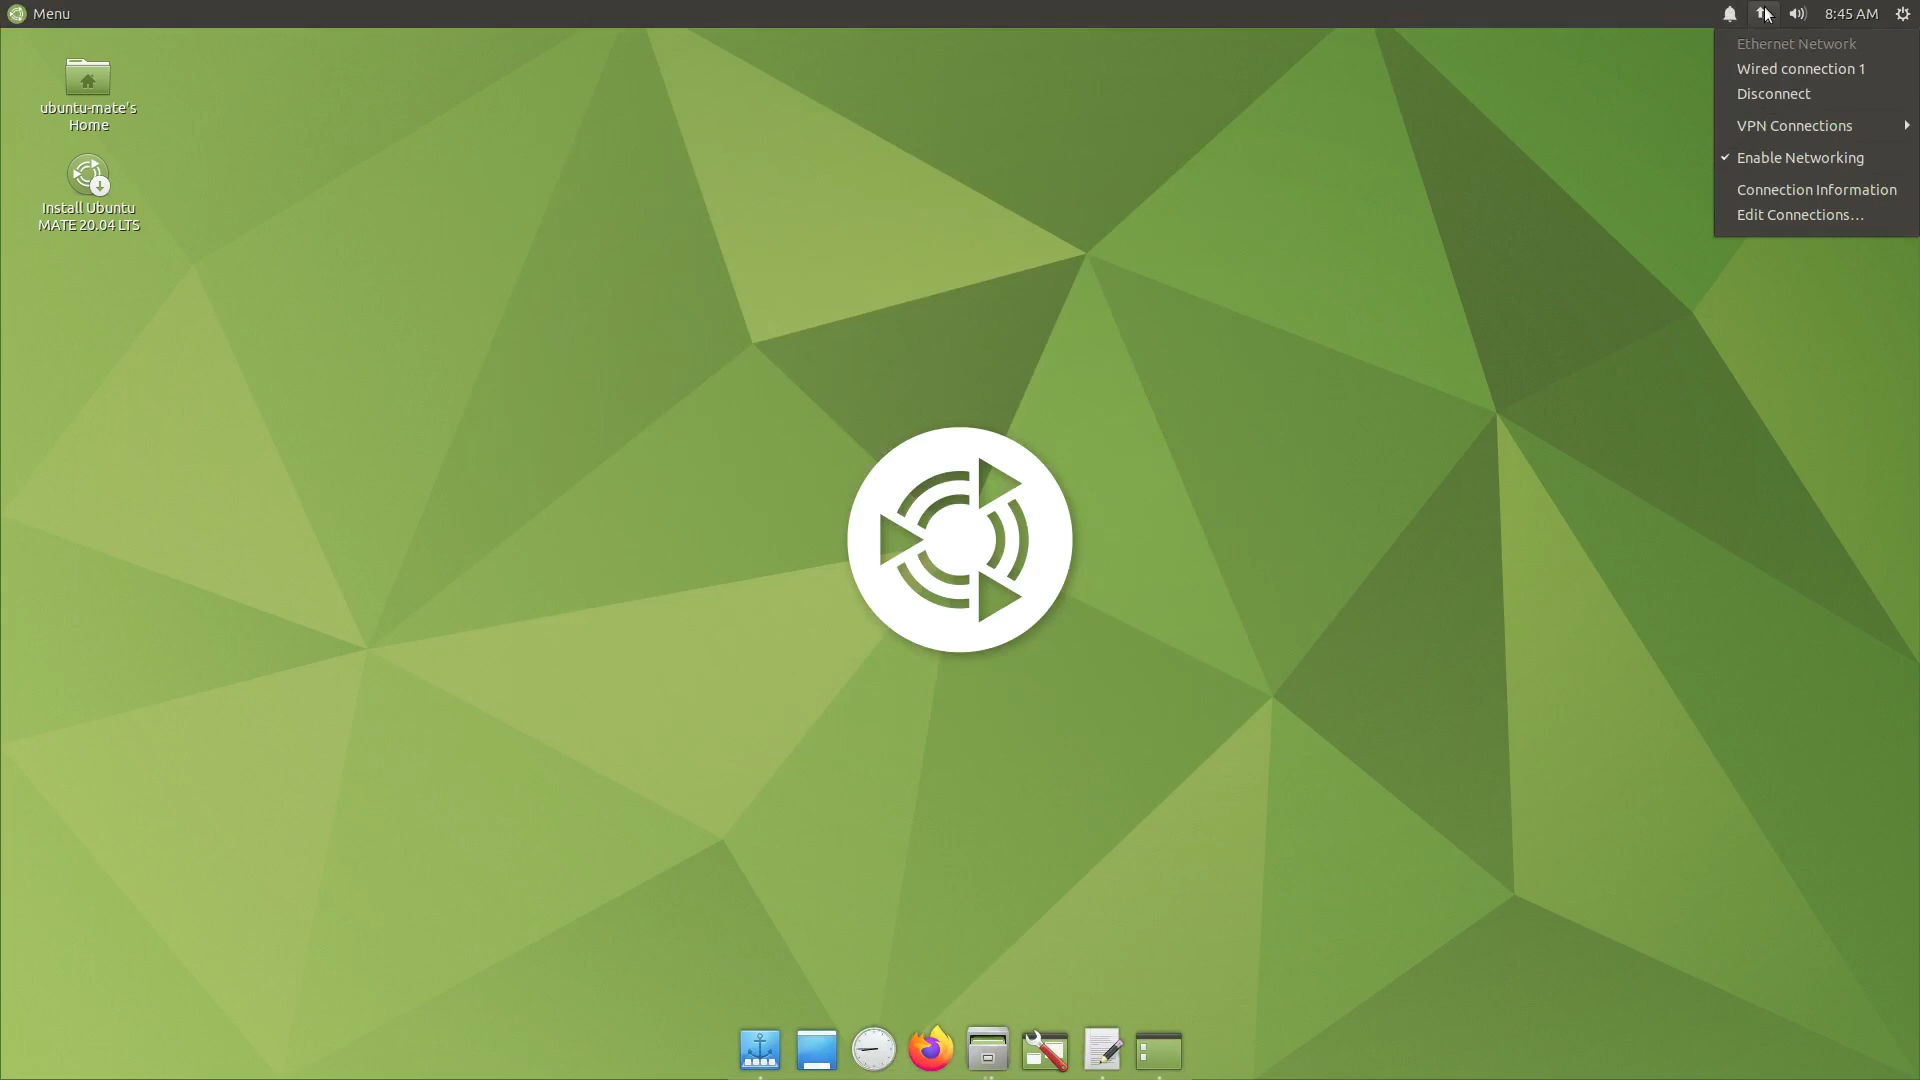 Menu
8:45 AM
Ethernet Network
Wired connection 1
Disconnect
VPN Connections
Enable Networking
Connection Information
Edit Connections…
ubuntu-mate's
Home
Install Ubuntu
MATE 20.04 LTS